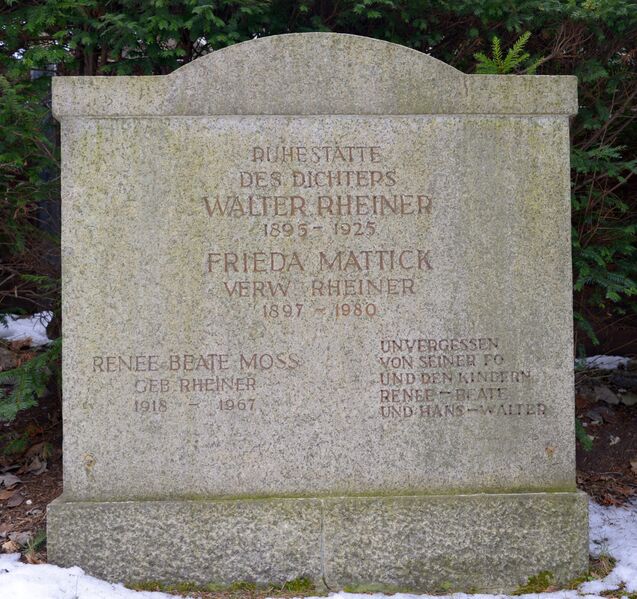 RUHESTÄTTE
DES DICHTERS
WALTER RHEINER
1895 – 1925
FRIEDA MATTICK
VERW. RHEINER
1897 – 1980
RENÉE-BEATE MOSS
GEB. RHEINER
1918 – 1967
UNVERGESSEN
VON SEINER FO
UND DEN KINDERN
RENEE – BEATE
UND HANS – WALTER